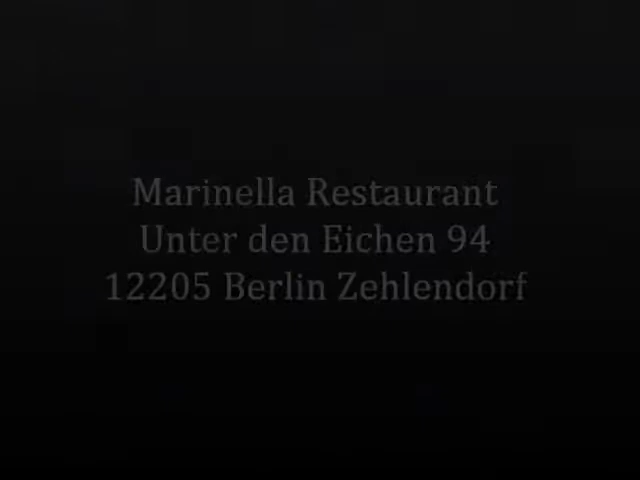 Marinella Restaurant
Unter den Eichen 94
12205 Berlin Zehlendorf